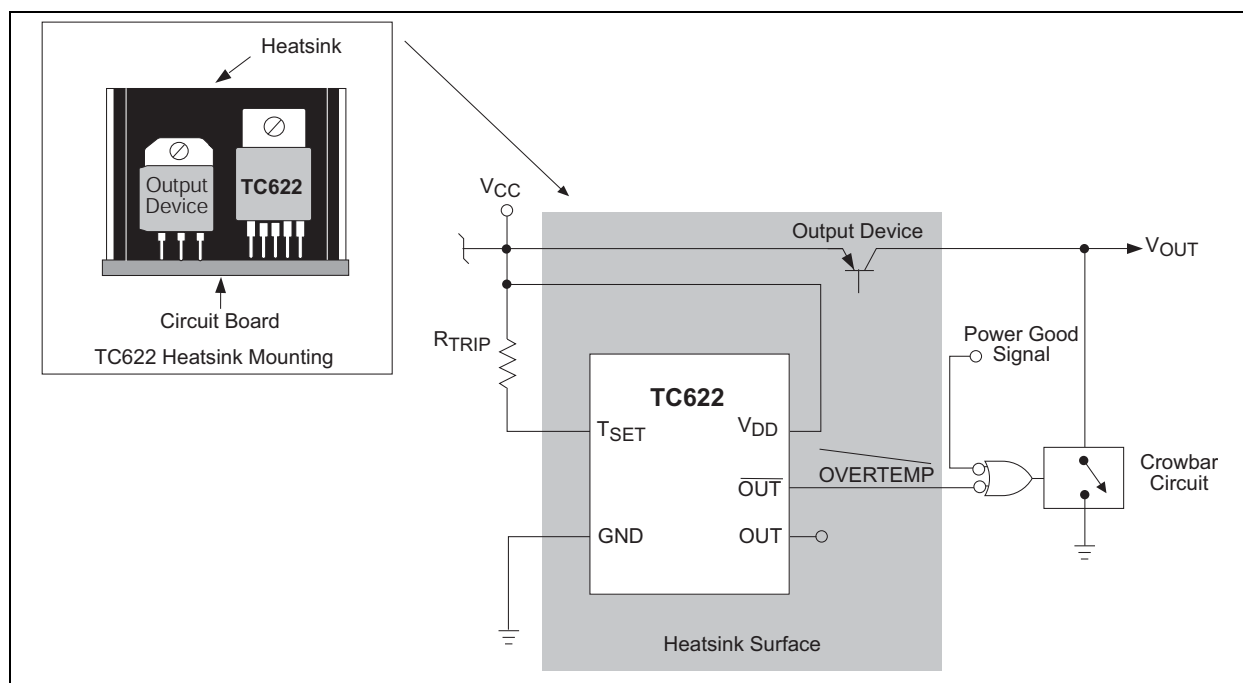 Heatsink
Output
Device
TC622
Circuit Board
TC622 Heatsink Mounting
VCC
Output Device
VOUT
RTRIP
Power Good
Signal
TC622
TSET
VDD
OVERTEMP
OUT
GND
OUT
Crowbar
Circuit
Heatsink Surface